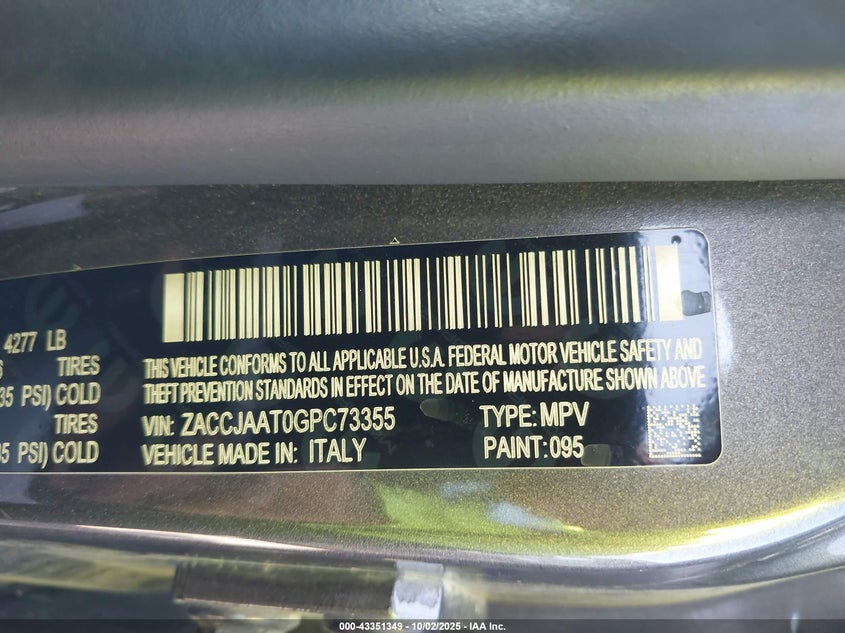 4277 LB
TIRES
35 PSI) COLD
TIRES
35 PSI) COLD
THIS VEHICLE CONFORMS TO ALL APPLICABLE U.S.A. FEDERAL MOTOR VEHICLE SAFETY AND
THEFT PREVENTION STANDARDS IN EFFECT ON THE DATE OF MANUFACTURE SHOWN ABOVE
VIN: ZACCJAAT0GPC73355 TYPE: MPV
VEHICLE MADE IN: ITALY PAINT: 095
000-43351349 - 10/02/2025 - IAA Inc.